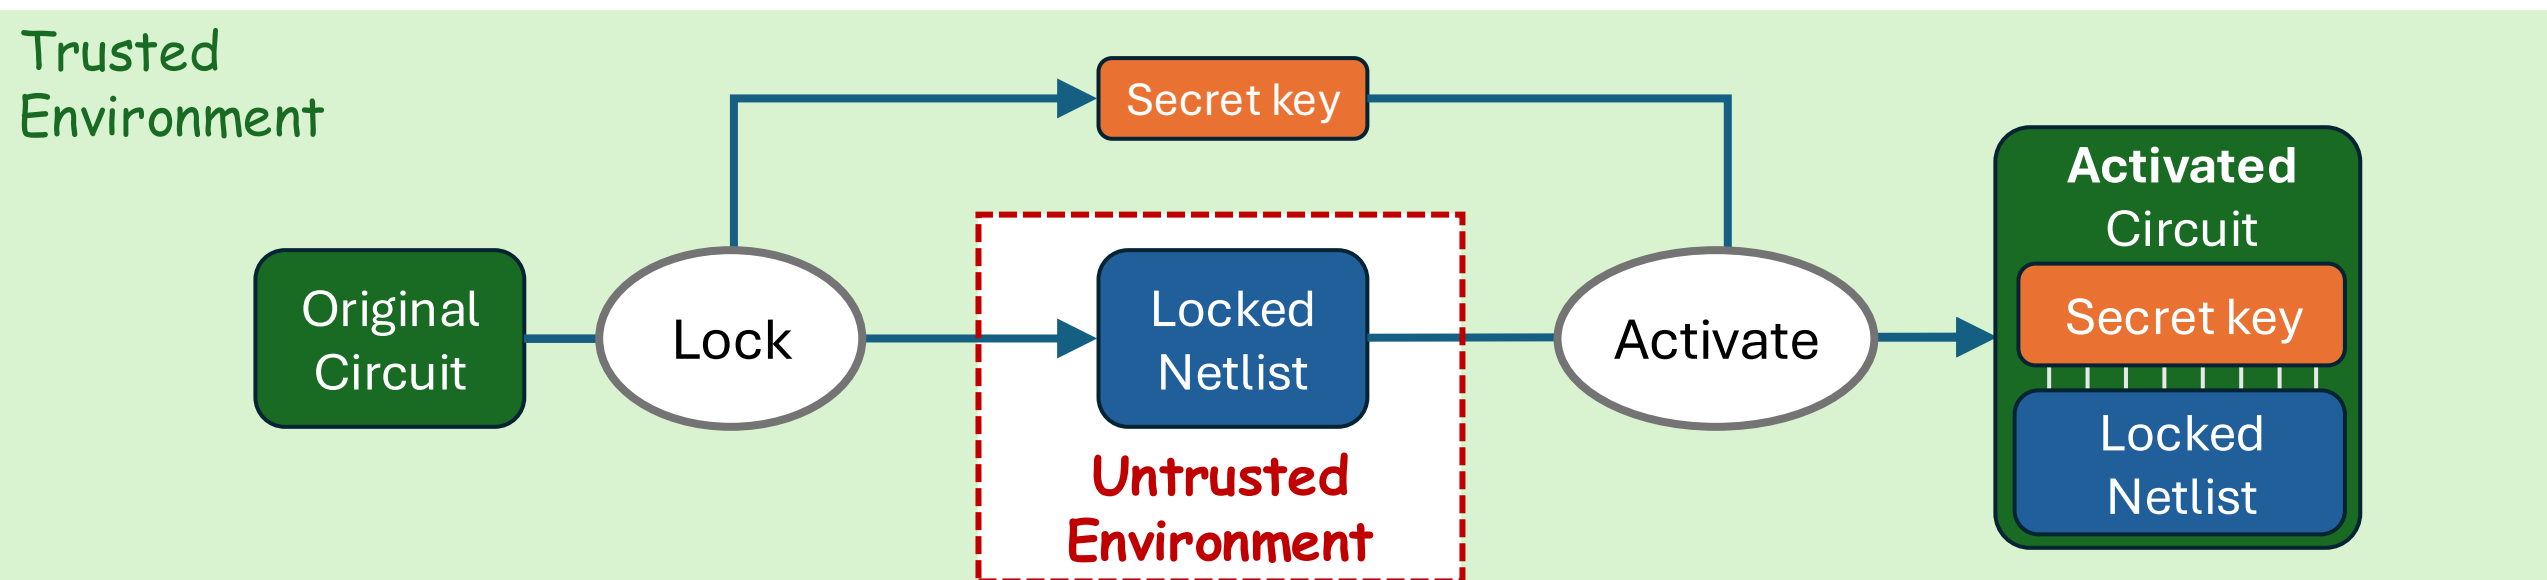 Trusted
Environment
Secret key
Original
Circuit
Lock
Locked
Netlist
Untrusted
Environment
Activate
Activated
Circuit
Secret key
Locked
Netlist